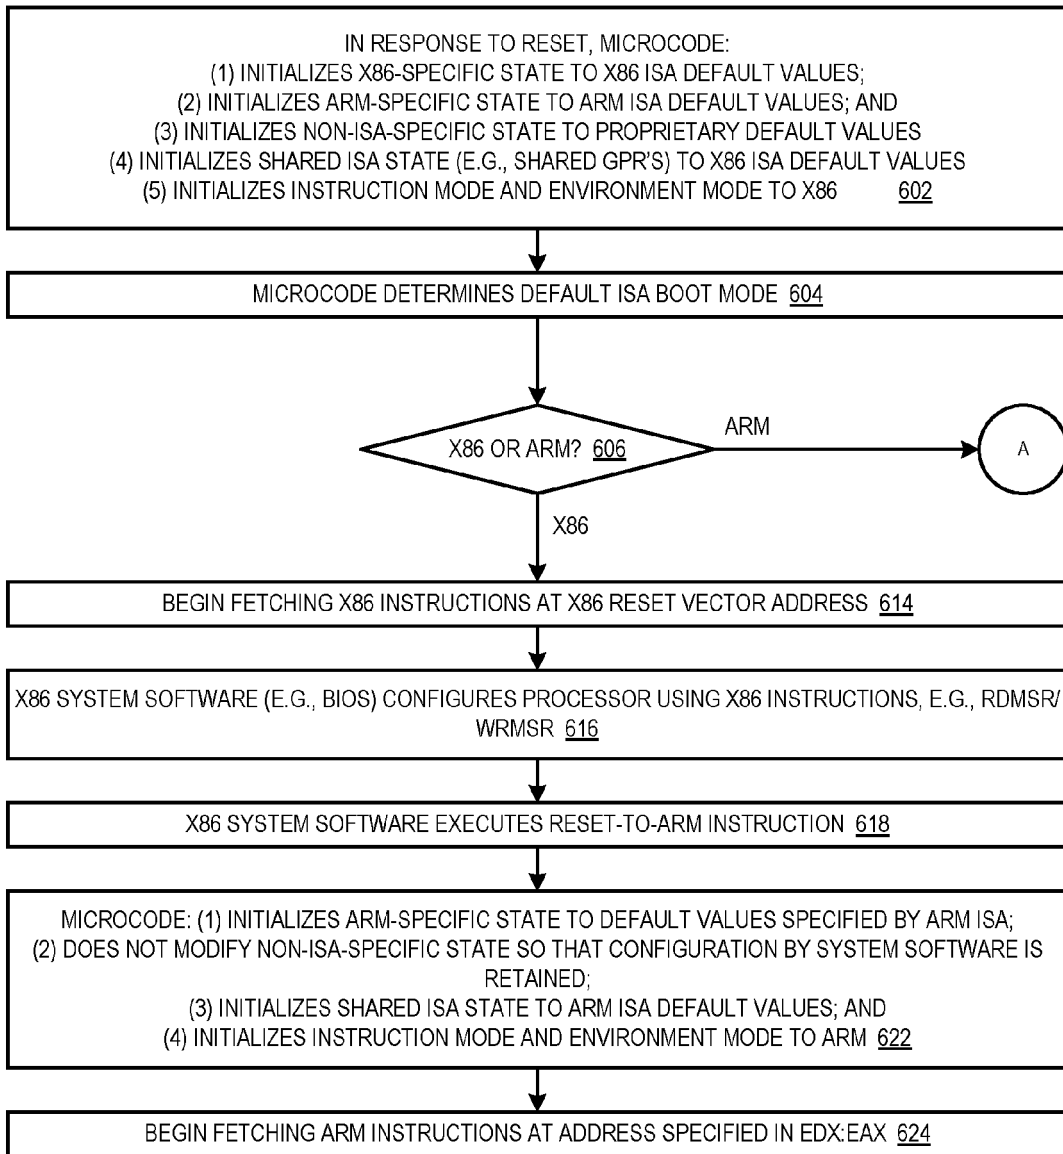 IN RESPONSE TO RESET, MICROCODE:
(1) INITIALIZES X86-SPECIFIC STATE TO X86 ISA DEFAULT VALUES;
(2) INITIALIZES ARM-SPECIFIC STATE TO ARM ISA DEFAULT VALUES; AND
(3) INITIALIZES NON-ISA-SPECIFIC STATE TO PROPRIETARY DEFAULT VALUES
(4) INITIALIZES SHARED ISA STATE (E.G., SHARED GPR'S) TO X86 ISA DEFAULT VALUES
(5) INITIALIZES INSTRUCTION MODE AND ENVIRONMENT MODE TO X86 602
MICROCODE DETERMINES DEFAULT ISA BOOT MODE 604
X86 OR ARM? 606
ARM
A
X86
BEGIN FETCHING X86 INSTRUCTIONS AT X86 RESET VECTOR ADDRESS 614
X86 SYSTEM SOFTWARE (E.G., BIOS) CONFIGURES PROCESSOR USING X86 INSTRUCTIONS, E.G., RDMSR/
WRMSR 616
X86 SYSTEM SOFTWARE EXECUTES RESET-TO-ARM INSTRUCTION 618
MICROCODE: (1) INITIALIZES ARM-SPECIFIC STATE TO DEFAULT VALUES SPECIFIED BY ARM ISA;
(2) DOES NOT MODIFY NON-ISA-SPECIFIC STATE SO THAT CONFIGURATION BY SYSTEM SOFTWARE IS
RETAINED;
(3) INITIALIZES SHARED ISA STATE TO ARM ISA DEFAULT VALUES; AND
(4) INITIALIZES INSTRUCTION MODE AND ENVIRONMENT MODE TO ARM 622
BEGIN FETCHING ARM INSTRUCTIONS AT ADDRESS SPECIFIED IN EDX:EAX 624